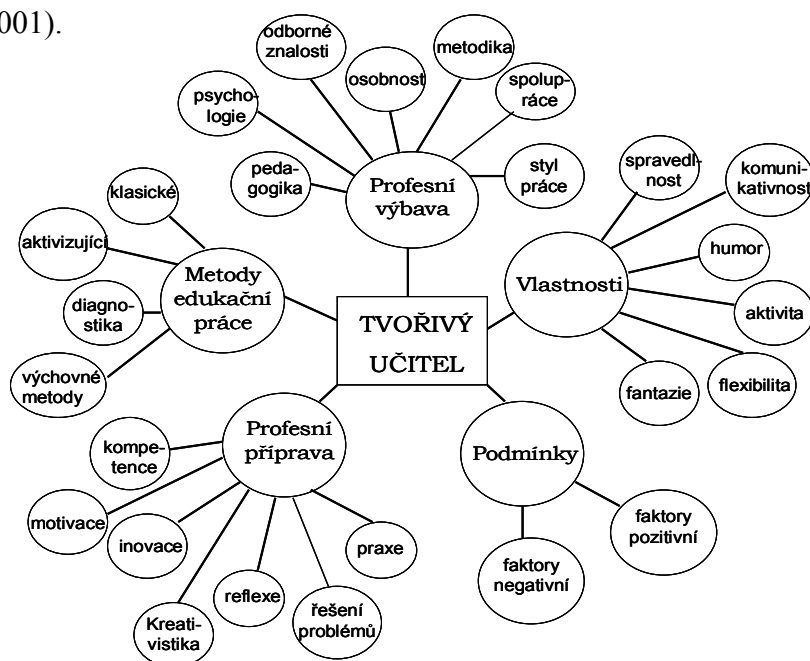 001).
odborné
znalosti
metodika
osobnost
spolup-
ráce
psycho-
logie
peda-
gogika
Profesní
výbava
styl
práce
spravedl-
nost
komuni-
kativnost
klasické
aktivizující
Metody
edukační
práce
humor
Vlastnosti
diagno-
stika
aktivita
TVOŘIVÝ
UČITEL
výchovné
metody
fantazie
flexibilita
Profesní
příprava
kompe-
tence
Podmínky
motivace
inovace
praxe
faktory
pozitivní
faktory
negativní
reflexe
řešení
problémů
Kreati-
vistika